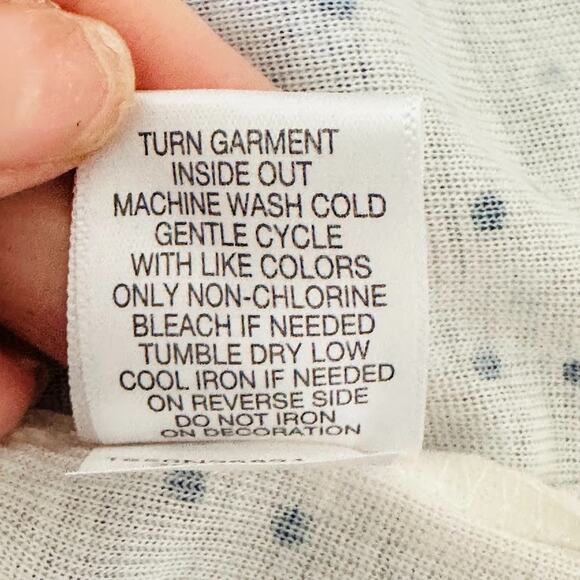 TURN GARMENT
INSIDE OUT
MACHINE WASH COLD
GENTLE CYCLE
WITH LIKE COLORS
ONLY NON-CHLORINE
BLEACH IF NEEDED
TUMBLE DRY LOW
COOL IRON IF NEEDED
ON REVERSE SIDE
DO NOT IRON
ON DECORATION